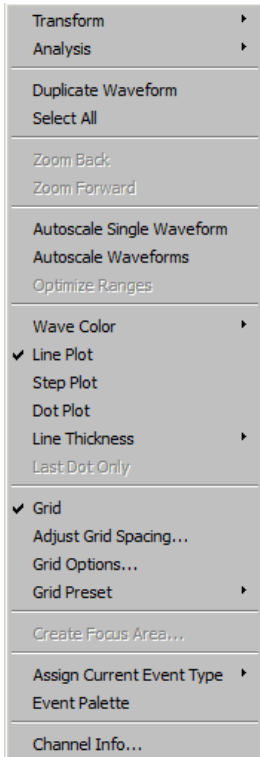 Transform
Analysis
Duplicate Waveform
Select All
Zoom Back
Zoom Forward
Autoscale Single Waveform
Autoscale Waveforms
Optimize Ranges
Wave Color
Line Plot
Step Plot
Dot Plot
Line Thickness
Last Dot Only
Grid
Adjust Grid Spacing...
Grid Options...
Grid Preset
Create Focus Area...
Assign Current Event Type
Event Palette
Channel Info...